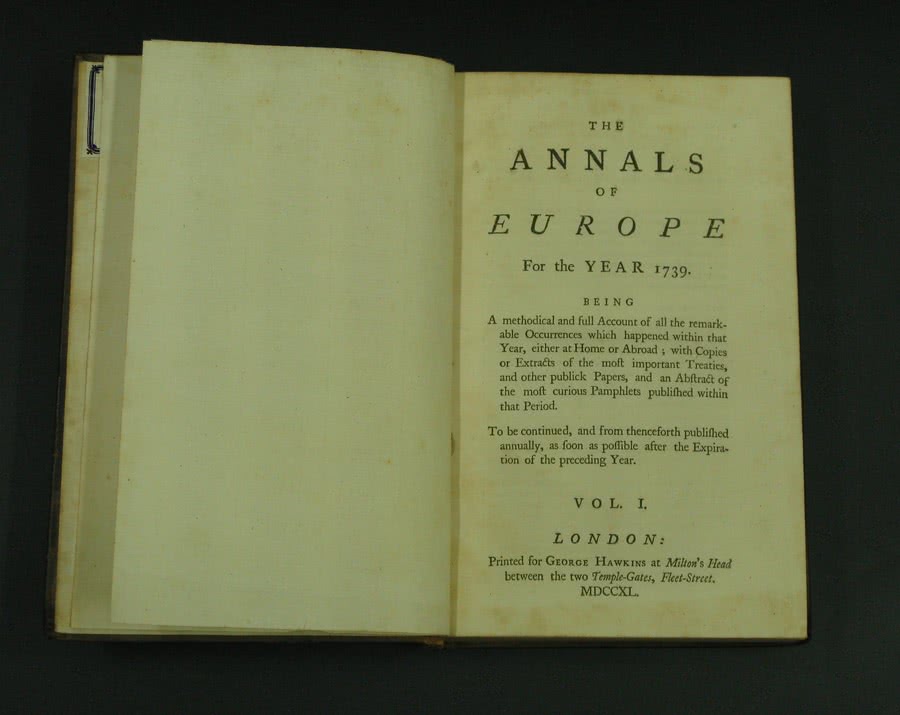 THE
ANNALS
OF
EUROPE
For the YEAR 1739.
BEING
A methodical and full Account of all the remark-
able Occurrences which happened within that
Year, either at Home or Abroad; with Copies
or Extracts of the moſt important Treaties,
and other publick Papers, and an Abſtract of
the moſt curious Pamphlets publiſhed within
that Period.
To be continued, and from thenceforth publiſhed
annually, as ſoon as poſſible after the Expira-
tion of the preceding Year.
VOL. I.
LONDON:
Printed for GEORGE HAWKINS at Milton's Head
between the two Temple-Gates, Fleet-Street.
MDCCXL.